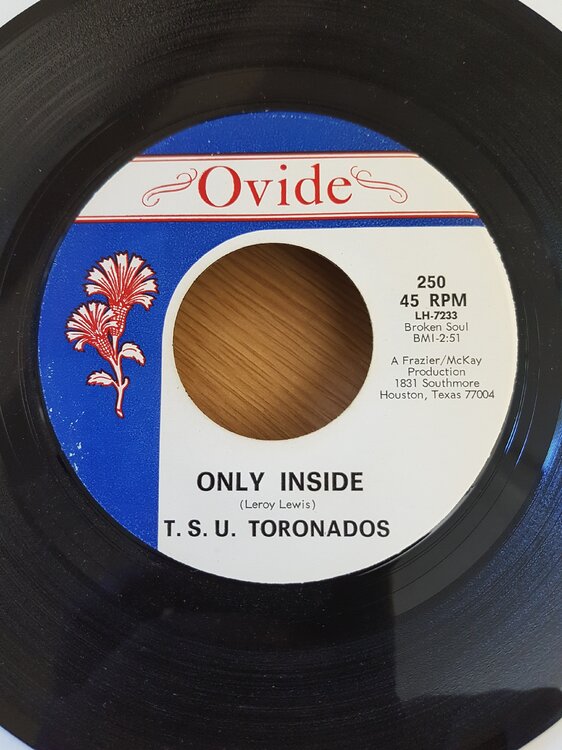 Ovide
250
45 RPM
LH-7233
Broken Soul
BMI-2:51
A Frazier/McKay
Production
1831 Southmore
Houston, Texas 77004
ONLY INSIDE
(Leroy Lewis)
T. S. U. TORONADOS